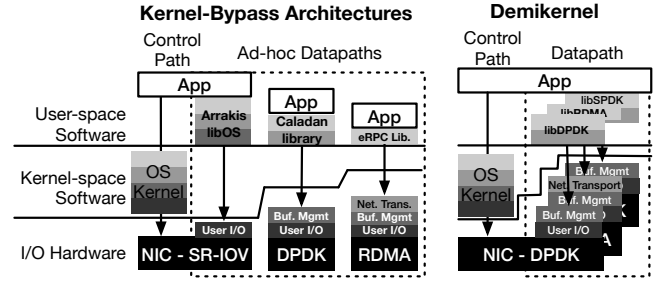 Kernel-Bypass Architectures
Control
Path
Ad-hoc Datapaths
App
User-space
Software
Arrakis
libOS
App
Caladan
library
App
eRPC Lib.
Kernel-space
Software
OS
Kernel
Net. Trans.
Buf. Mgmt
Buf. Mgmt
User I/O
User I/O
User I/O
I/O Hardware
NIC - SR-IOV
DPDK
RDMA
Demikernel
Control
Path
Datapath
App
libSPDK
libRDMA
libDPDK
OS
Kernel
Buf. Mgmt
Net. Transport
Buf. Mgmt
Buf. Mgmt
User I/O
K
A
NIC - DPDK